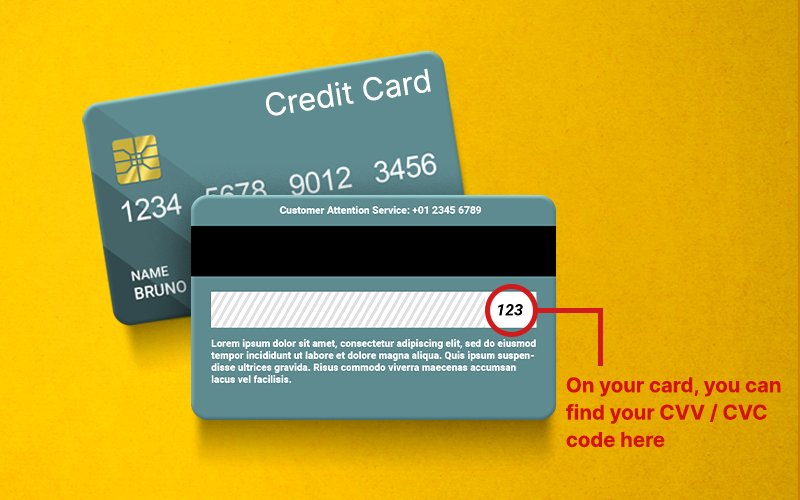 Credit Card
1234 5678 9012 3456
NAME
BRUNO
Customer Attention Service: +01 2345 6789
123
Lorem ipsum dolor sit amet, consectetur adipiscing elit, sed do eiusmod
tempor incididunt ut labore et dolore magna aliqua. Quis ipsum suspen-
disse ultrices gravida. Risus commodo viverra maecenas accumsan
lacus vel facilisis.
On your card, you can
find your CVV / CVC
code here